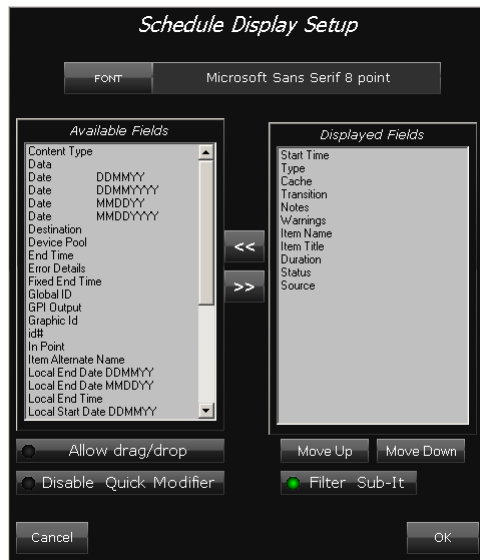 Schedule Display Setup
FONT Microsoft Sans Serif 8 point
Available Fields
Content Type
Data
Date DDMMYY
Date DDMMYYYY
Date MMDDYY
Date MMDDYYYY
Destination
Device Pool
End Time
Error Details
Fixed End Time
Global ID
GPI Output
Graphic Id
id#
In Point
Item Alternate Name
Local End Date DDMMYY
Local End Date MMDDYY
Local End Time
Local Start Date DDMMYY
<<
>>
Displayed Fields
Start Time
Type
Cache
Transition
Notes
Warnings
Item Name
Item Title
Duration
Status
Source
Allow drag/drop
Disable Quick Modifier
Move Up Move Down
Filter Sub-It
Cancel OK